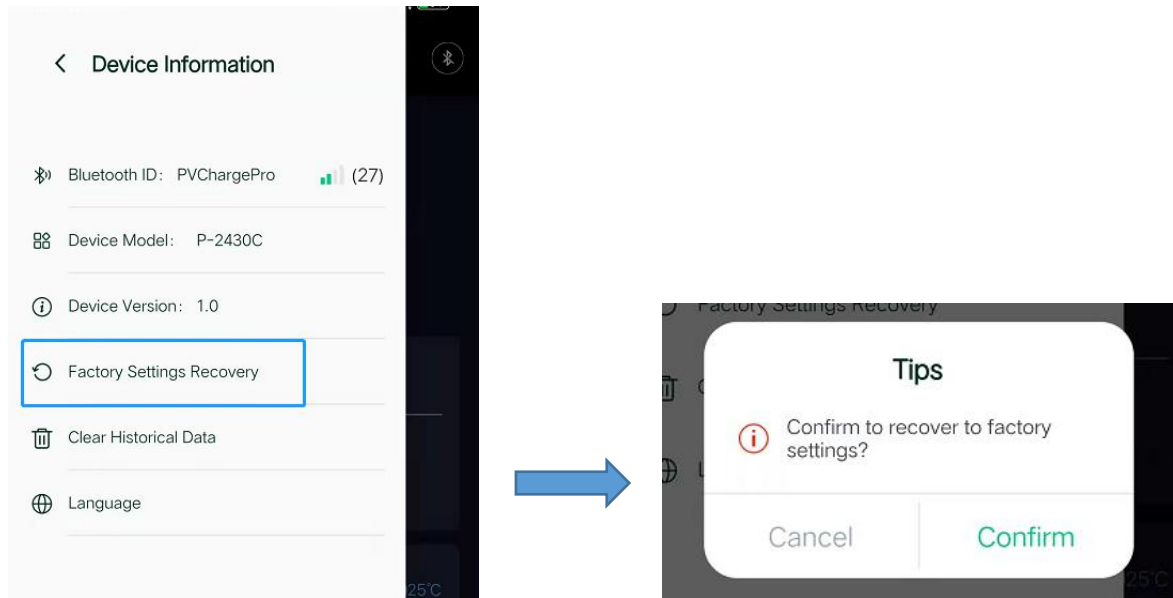 Device Information
Bluetooth ID: PVChargePro (27)
Device Model: P-2430C
Device Version: 1.0
Factory Settings Recovery
Clear Historical Data
Language
25°C
Factory Settings Recovery
Tips
Confirm to recover to factory
settings?
Cancel
Confirm
25°C